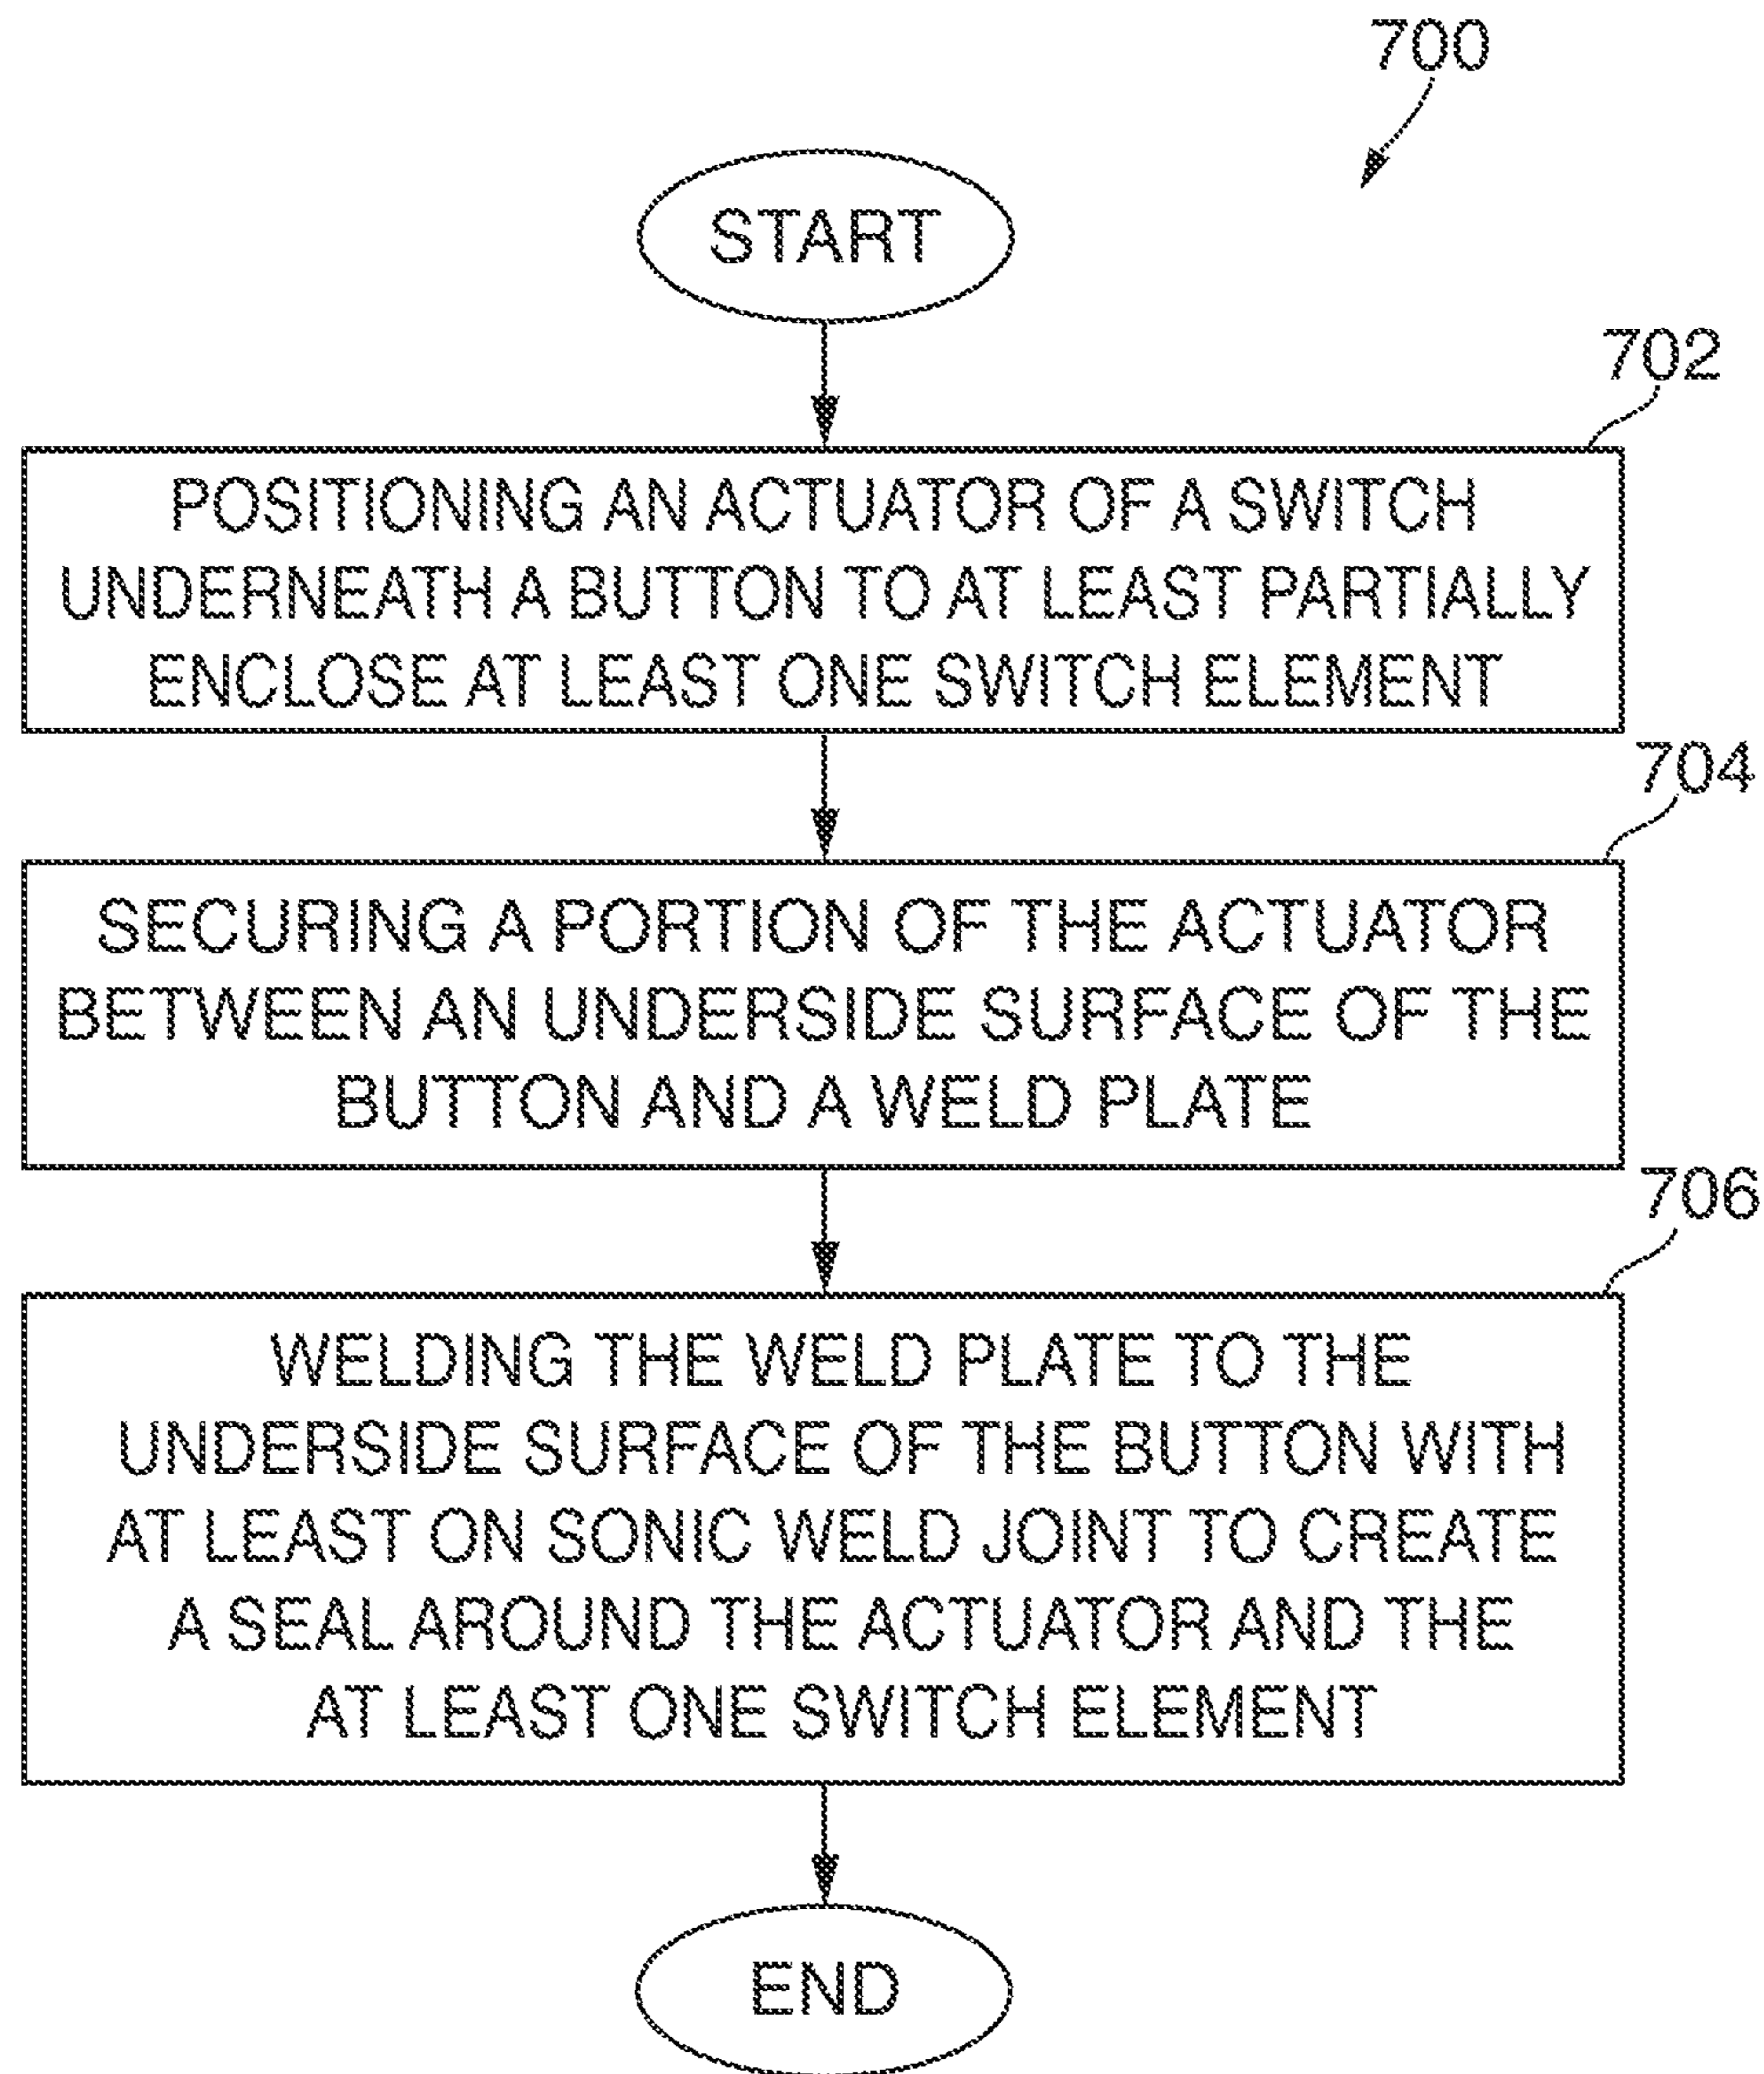 700
START
702
POSITIONING AN ACTUATOR OF A SWITCH
UNDERNEATH A BUTTON TO AT LEAST PARTIALLY
ENCLOSE AT LEAST ONE SWITCH ELEMENT
704
SECURING A PORTION OF THE ACTUATOR
BETWEEN AN UNDERSIDE SURFACE OF THE
BUTTON AND A WELD PLATE
706
WELDING THE WELD PLATE TO THE
UNDERSIDE SURFACE OF THE BUTTON WITH
AT LEAST ON SONIC WELD JOINT TO CREATE
A SEAL AROUND THE ACTUATOR AND THE
AT LEAST ONE SWITCH ELEMENT
END